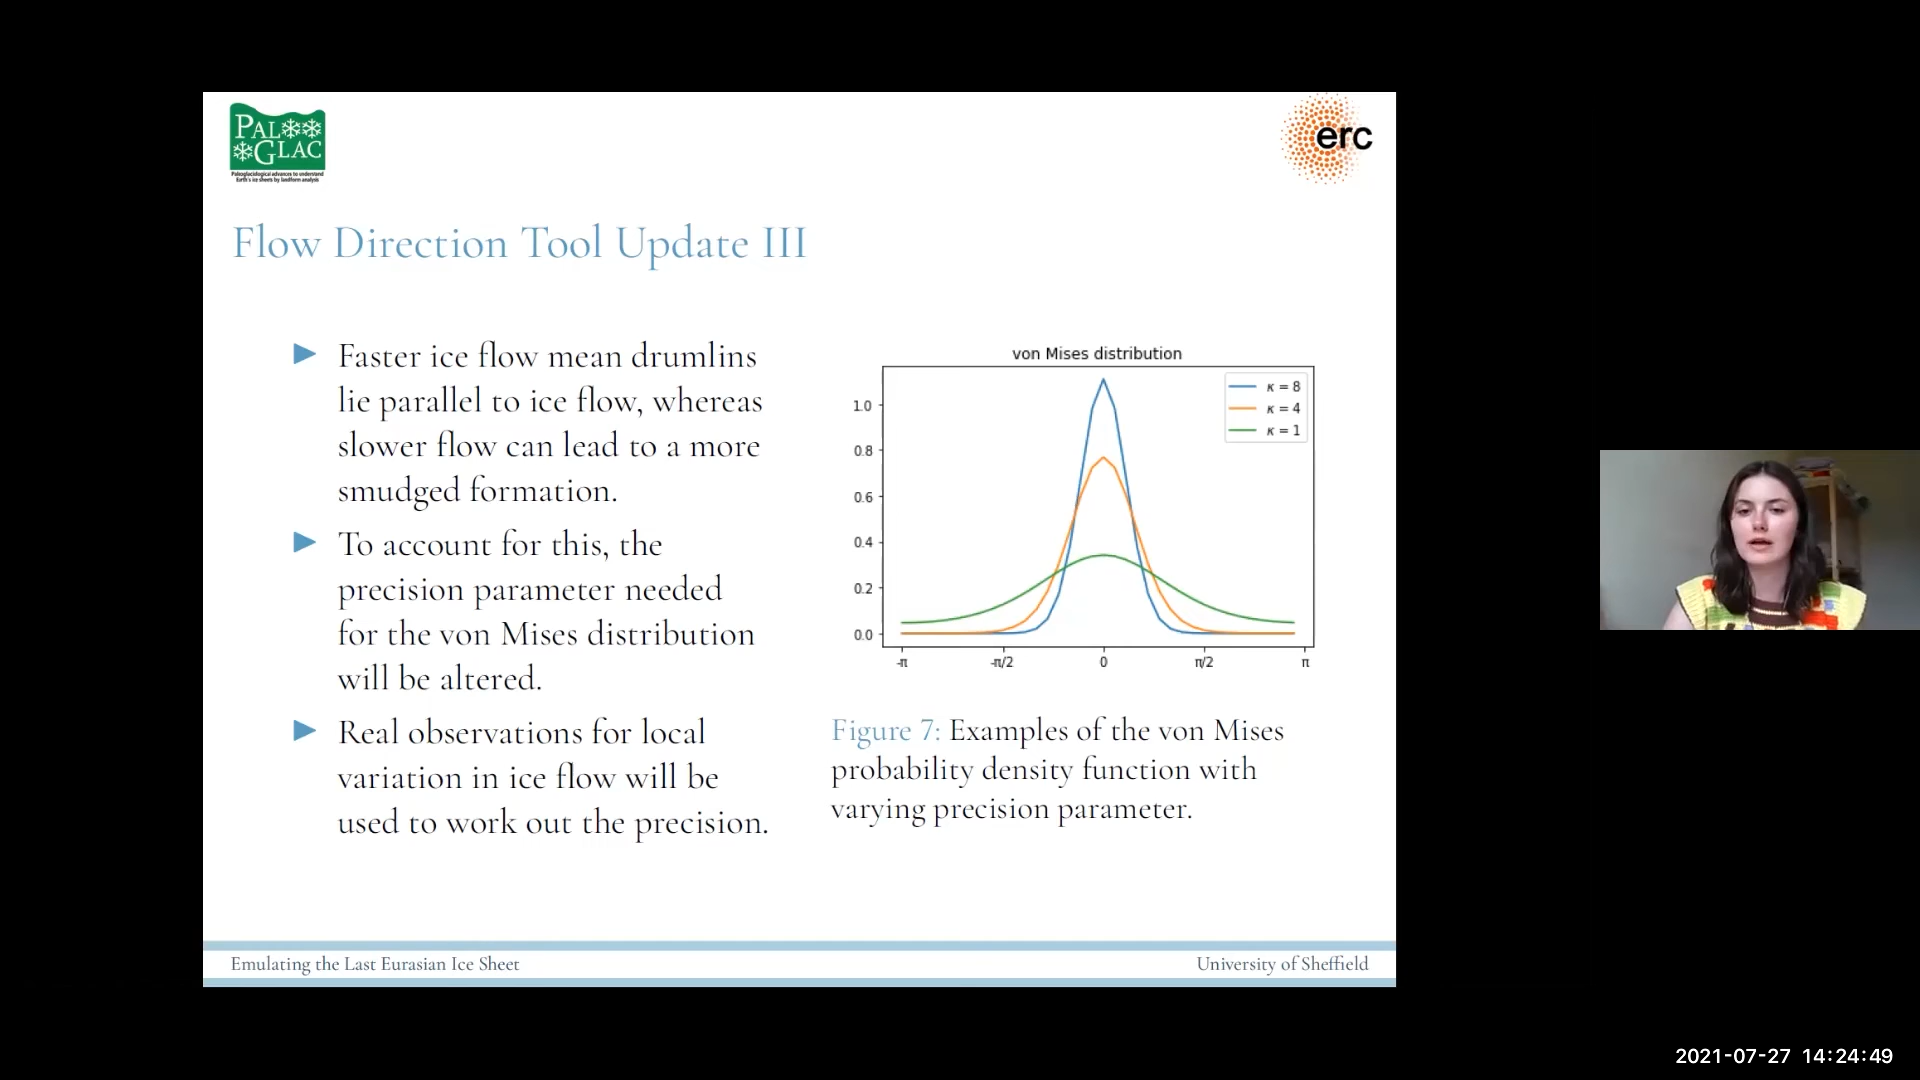 PAL
GLAC
Palaeoglaciological advances to understand
Earth's ice sheets by landform analysis
erc
Flow Direction Tool Update III
Faster ice flow mean drumlins
lie parallel to ice flow, whereas
slower flow can lead to a more
smudged formation.
To account for this, the
precision parameter needed
for the von Mises distribution
will be altered.
Real observations for local
variation in ice flow will be
used to work out the precision.
von Mises distribution
κ = 8
κ = 4
κ = 1
1.0
0.8
0.6
0.4
0.2
0.0
-π -π/2 0 π/2 π
Figure 7: Examples of the von Mises
probability density function with
varying precision parameter.
Emulating the Last Eurasian Ice Sheet
University of Sheffield
2021-07-27 14:24:49